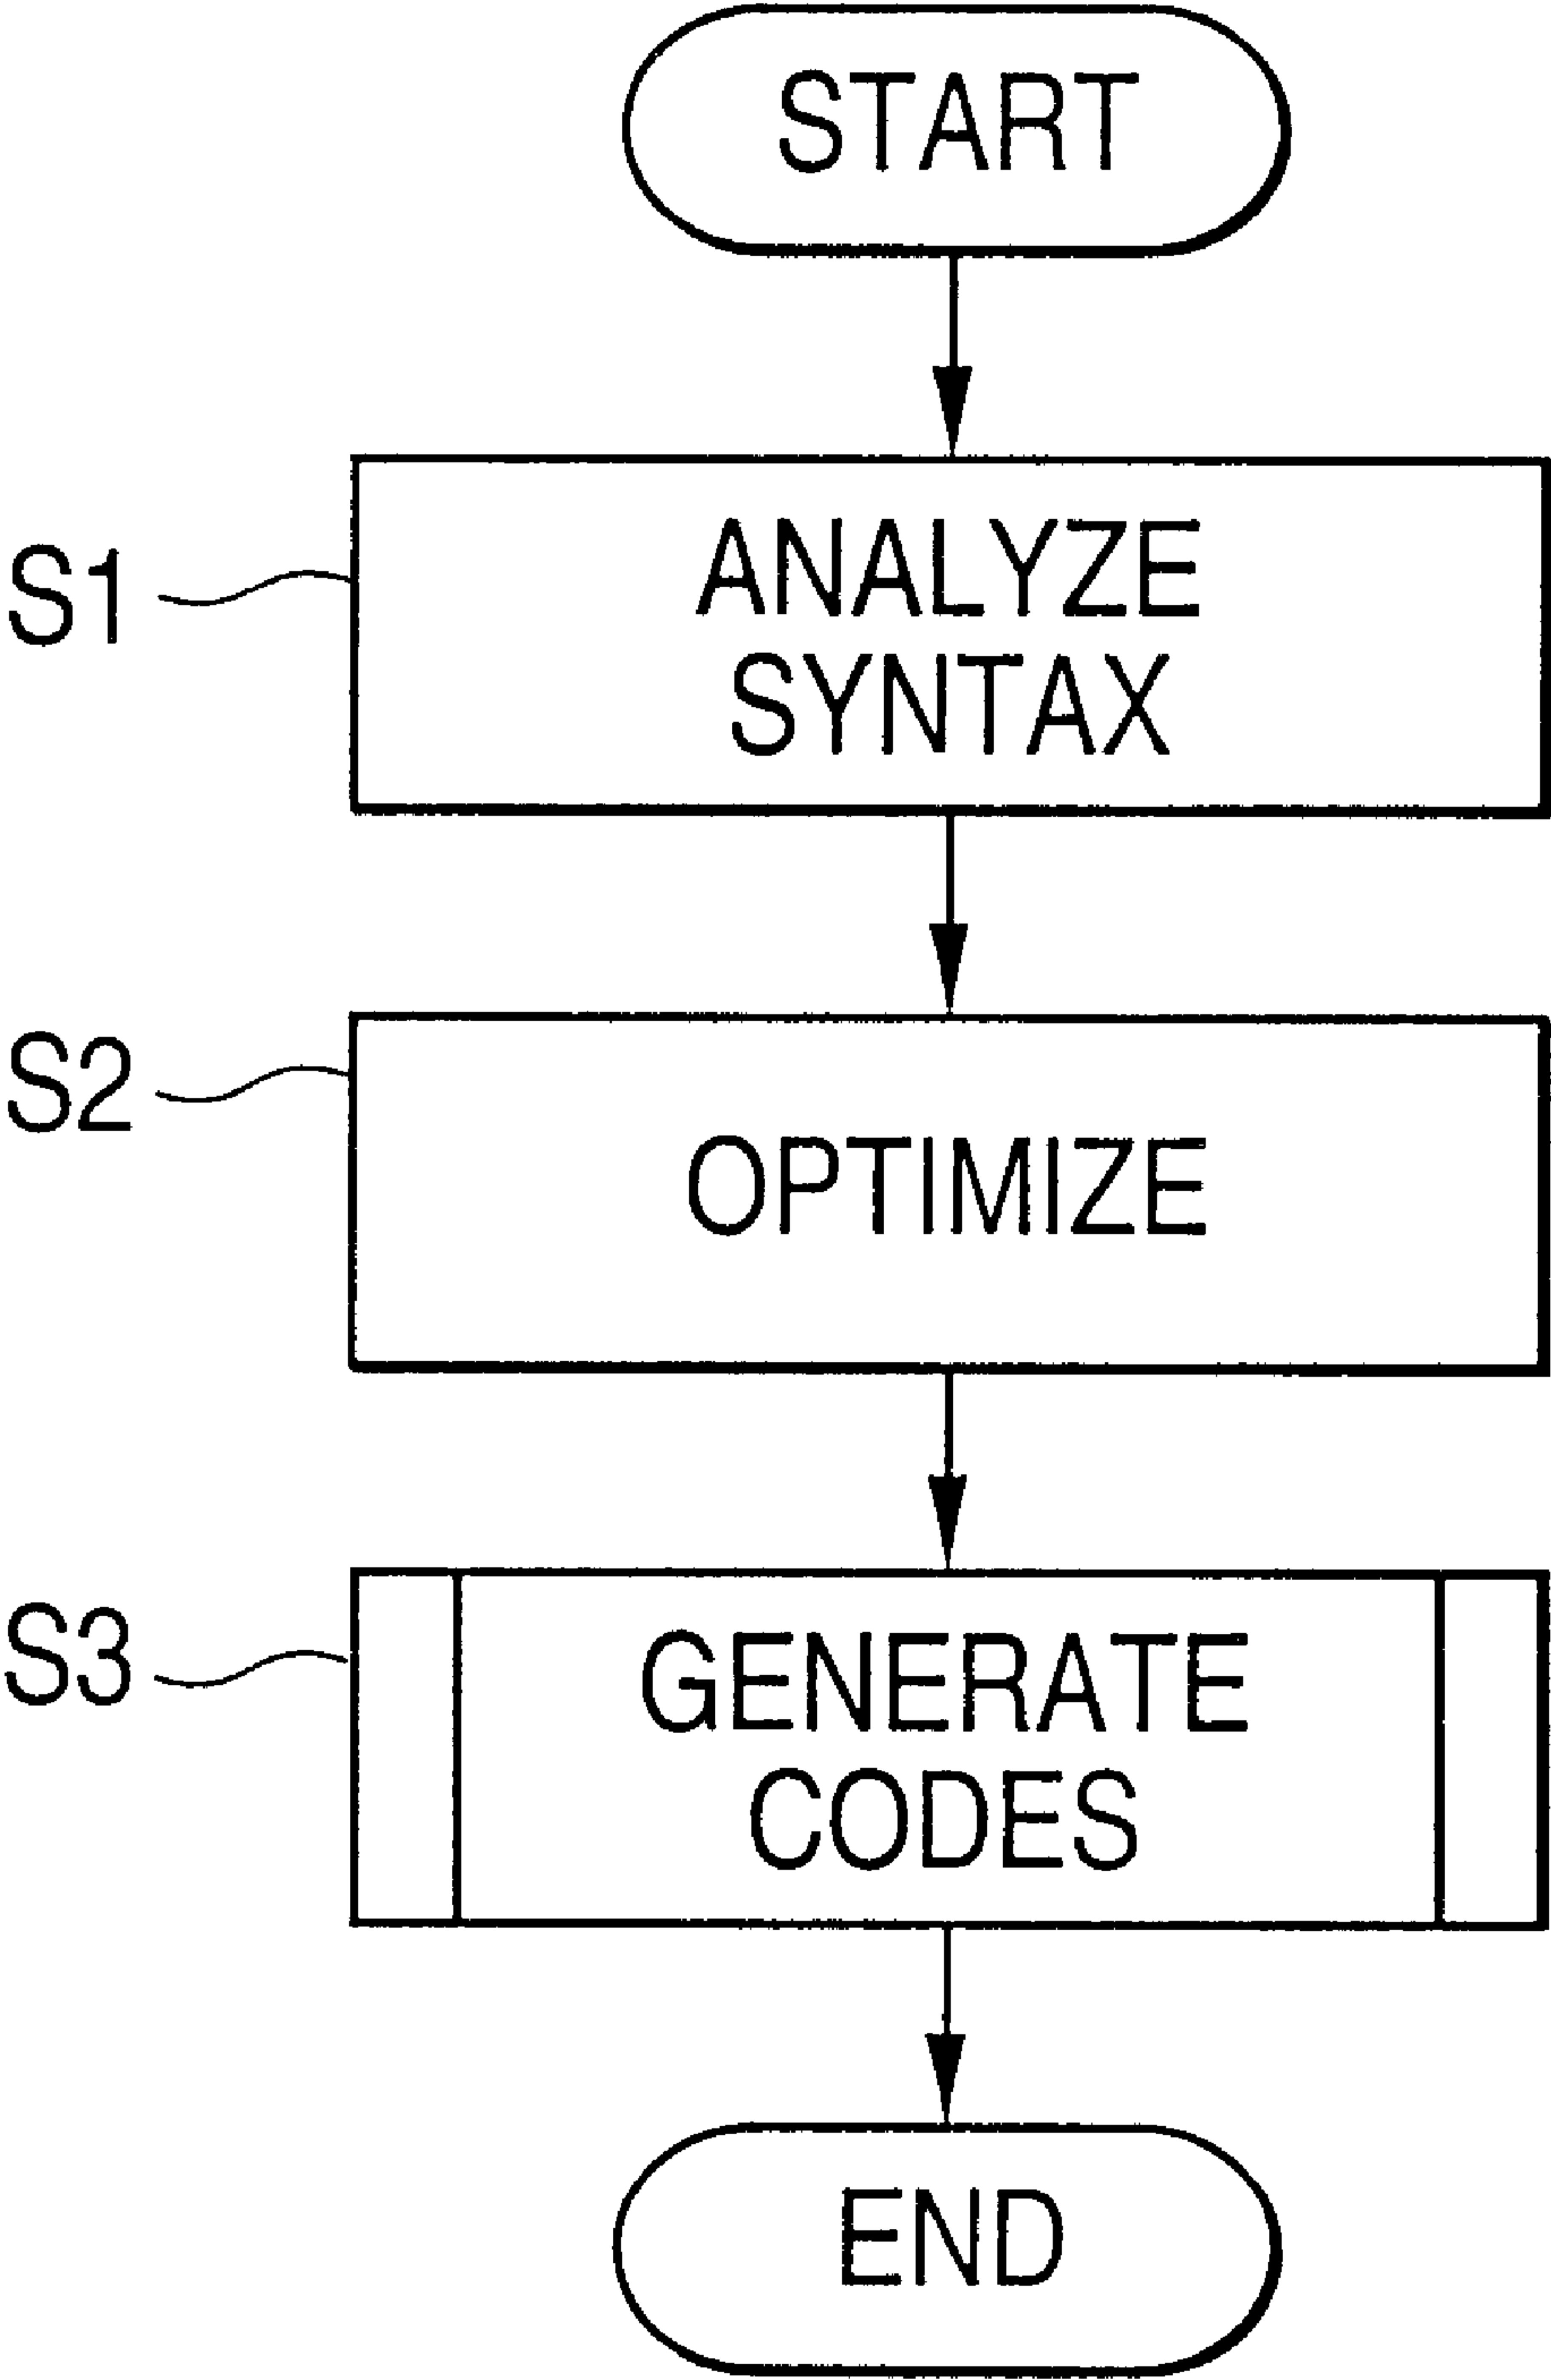 START
S1
ANALYZE
SYNTAX
S2
OPTIMIZE
S3
GENERATE
CODES
END